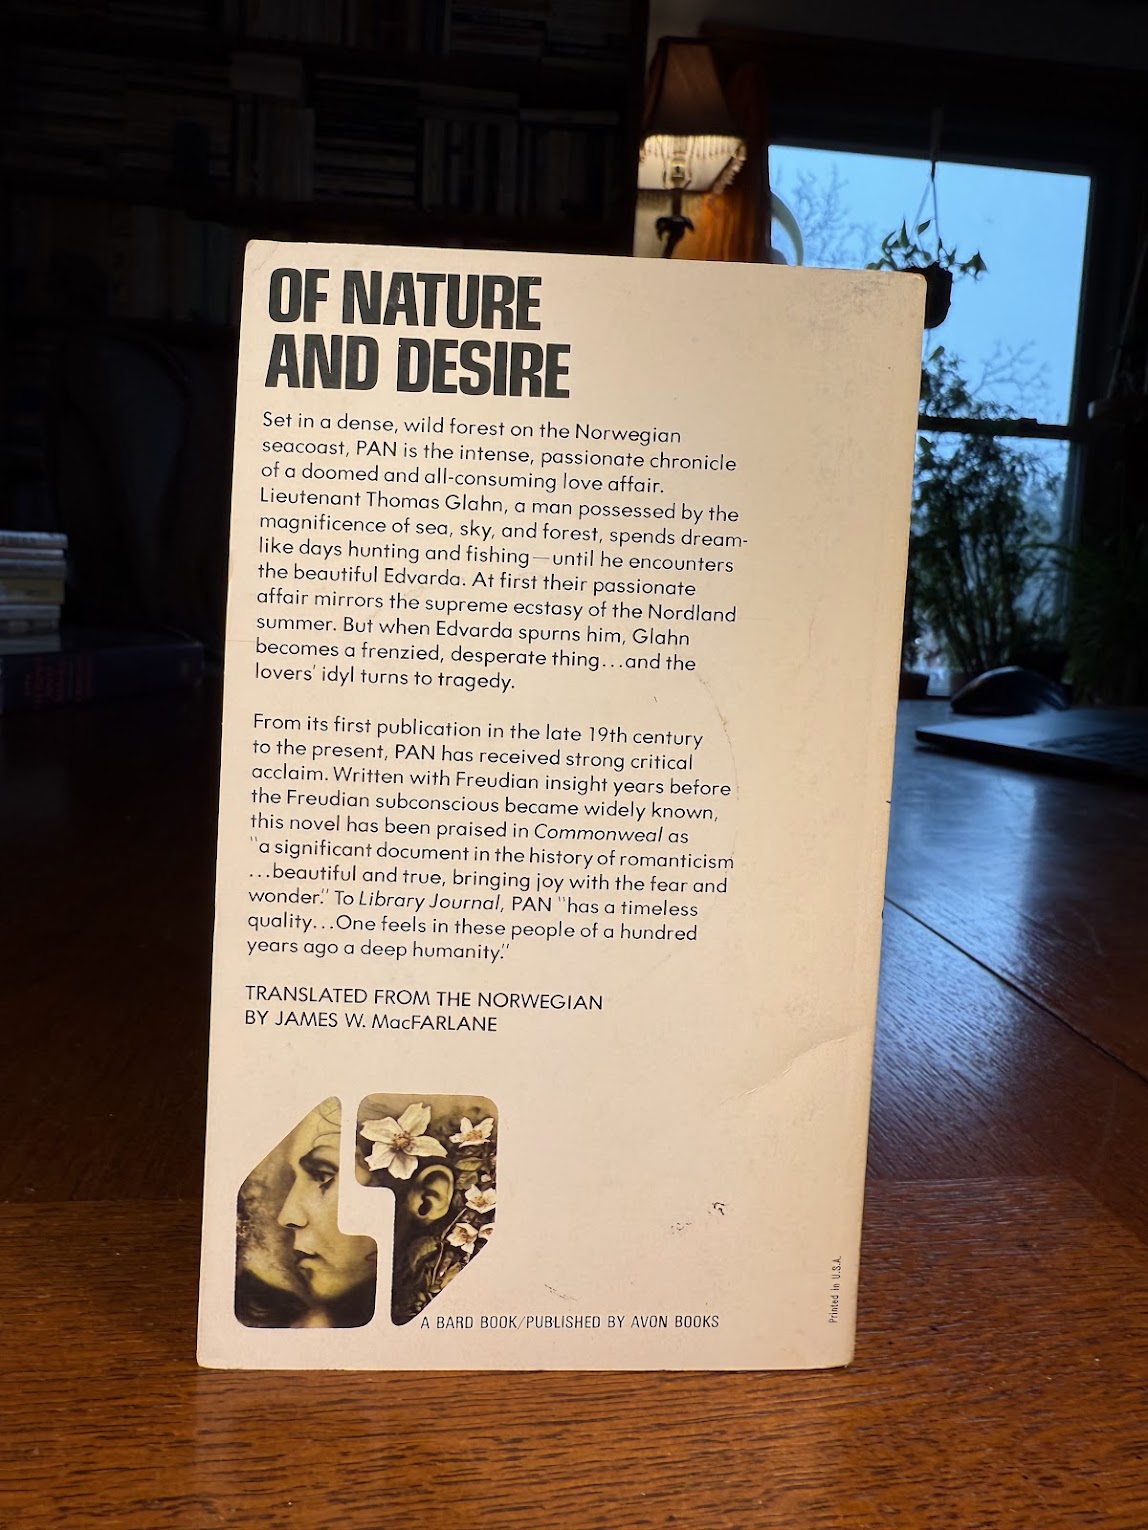 OF NATURE
AND DESIRE
Set in a dense, wild forest on the Norwegian
seacoast, PAN is the intense, passionate chronicle
of a doomed and all-consuming love affair.
Lieutenant Thomas Glahn, a man possessed by the
magnificence of sea, sky, and forest, spends dream-
like days hunting and fishing—until he encounters
the beautiful Edvarda. At first their passionate
affair mirrors the supreme ecstasy of the Nordland
summer. But when Edvarda spurns him, Glahn
becomes a frenzied, desperate thing...and the
lovers' idyl turns to tragedy.
From its first publication in the late 19th century
to the present, PAN has received strong critical
acclaim. Written with Freudian insight years before
the Freudian subconscious became widely known,
this novel has been praised in Commonweal as
"a significant document in the history of romanticism
...beautiful and true, bringing joy with the fear and
wonder." To Library Journal, PAN "has a timeless
quality...One feels in these people of a hundred
years ago a deep humanity."
TRANSLATED FROM THE NORWEGIAN
BY JAMES W. MacFARLANE
A BARD BOOK/PUBLISHED BY AVON BOOKS
Printed in U.S.A.